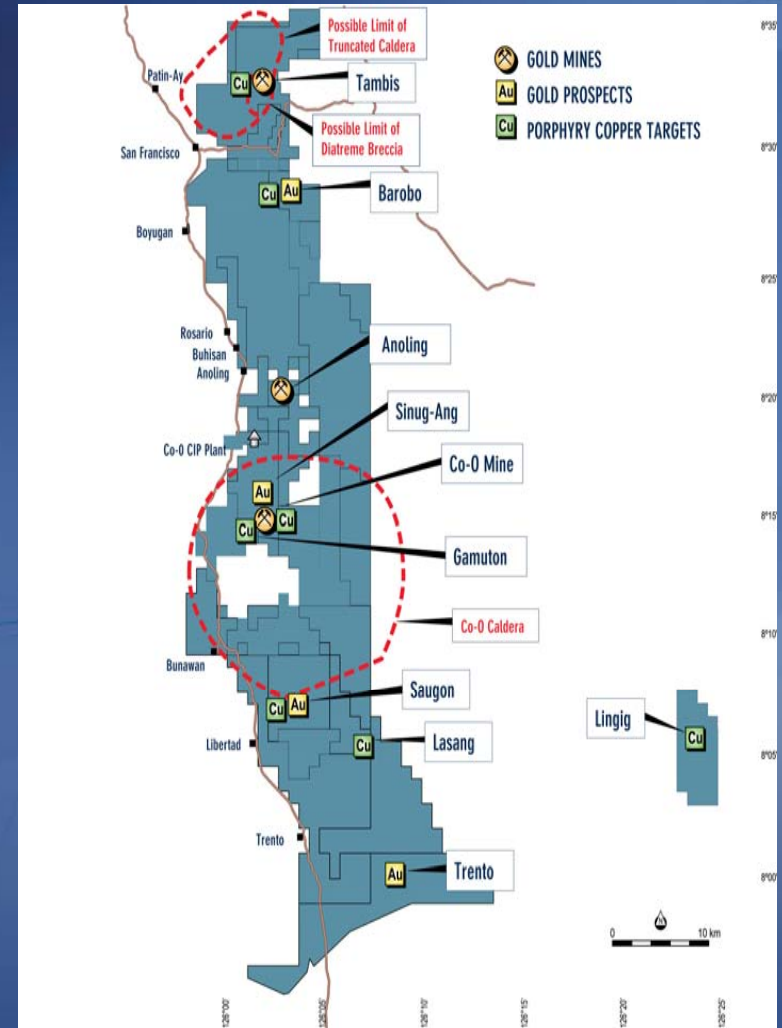 Possible Limit of
Truncated Caldera
8°35'
GOLD MINES
Patin-Ay
Cu
Tambis
Au
GOLD PROSPECTS
Possible Limit of
Diatreme Breccia
Cu
PORPHYRY COPPER TARGETS
San Francisco
8°30'
Cu
Au
Barobo
Boyugan
8°25'
Rosario
Buhisan
Anoling
Anoling
8°20'
Sinug-Ang
Co-O CIP Plant
Co-O Mine
Au
Cu
Cu
8°15'
Gamuton
Co-O Caldera
8°10'
Bunawan
Saugon
Cu
Au
Lingig
Cu
Libertad
Cu
Lasang
8°05'
Trento
Au
Trento
8°00'
N
0
10 km
126°00'
126°05'
126°10'
126°15'
126°20'
126°25'